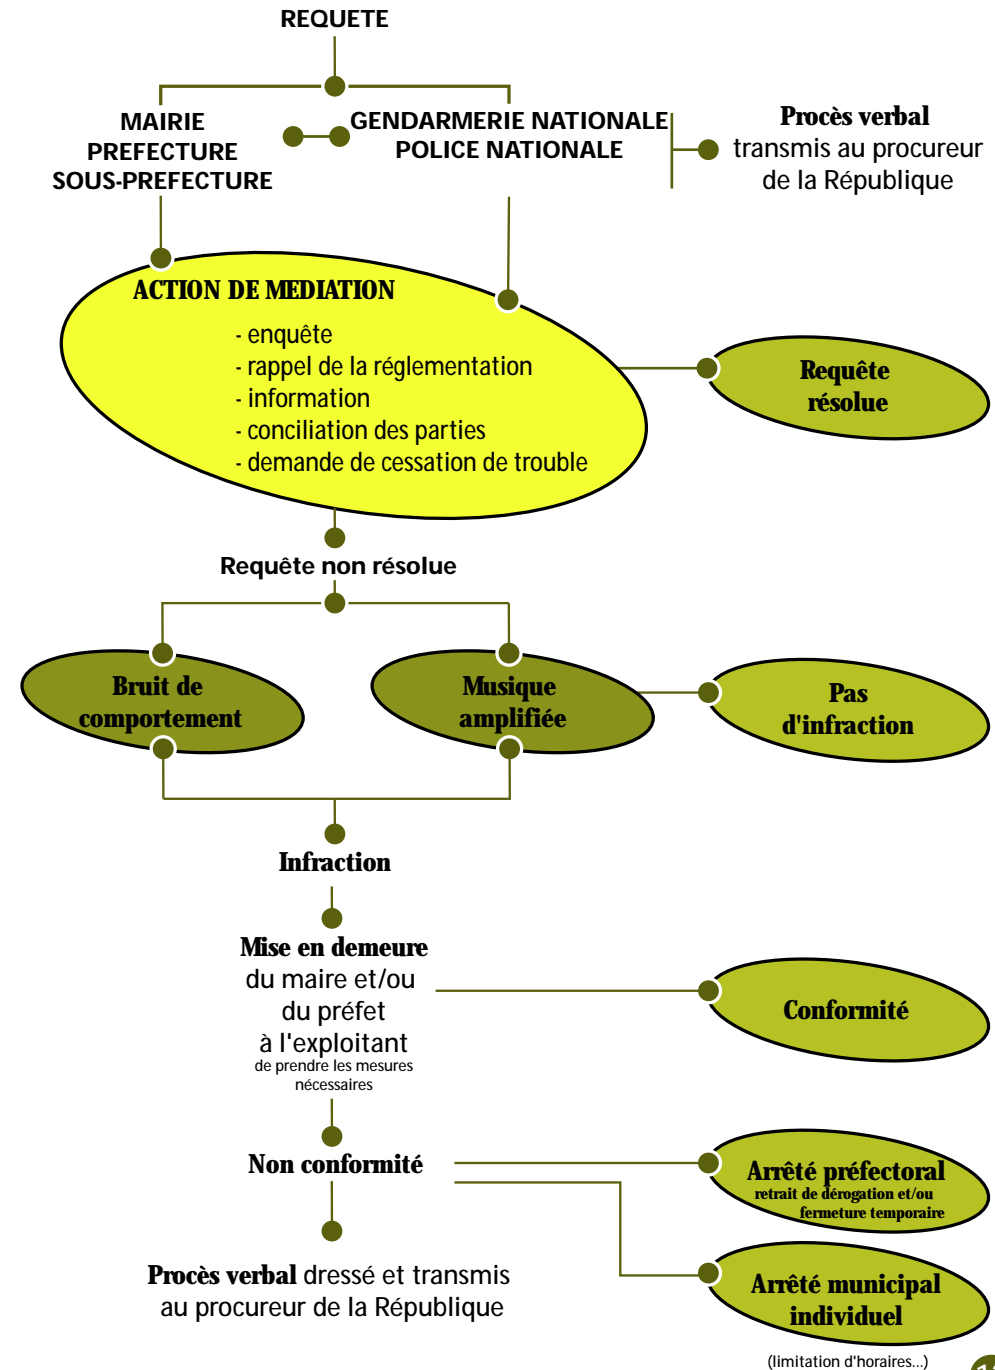 REQUETE
MAIRIE
PREFECTURE
SOUS-PREFECTURE
GENDARMERIE NATIONALE
POLICE NATIONALE
Procès verbal
transmis au procureur
de la République
ACTION DE MEDIATION
- enquête
- rappel de la réglementation
- information
- conciliation des parties
- demande de cessation de trouble
Requête
résolue
Requête non résolue
Bruit de
comportement
Musique
amplifiée
Pas
d'infraction
Infraction
Mise en demeure
du maire et/ou
du préfet
à l'exploitant
de prendre les mesures
nécessaires
Conformité
Non conformité
Arrêté préfectoral
retrait de dérogation et/ou
fermeture temporaire
Procès verbal dressé et transmis
au procureur de la République
Arrêté municipal
individuel
(limitation d'horaires...)